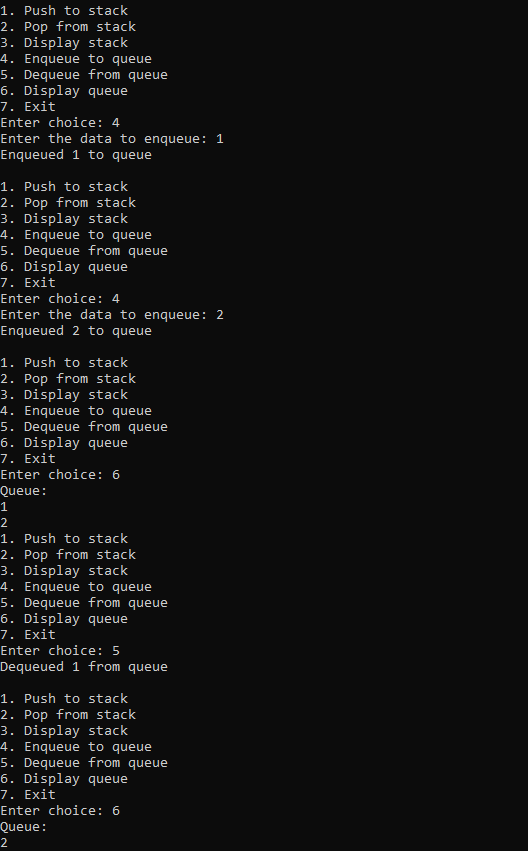 1. Push to stack
2. Pop from stack
3. Display stack
4. Enqueue to queue
5. Dequeue from queue
6. Display queue
7. Exit
Enter choice: 4
Enter the data to enqueue: 1
Enqueued 1 to queue

1. Push to stack
2. Pop from stack
3. Display stack
4. Enqueue to queue
5. Dequeue from queue
6. Display queue
7. Exit
Enter choice: 4
Enter the data to enqueue: 2
Enqueued 2 to queue

1. Push to stack
2. Pop from stack
3. Display stack
4. Enqueue to queue
5. Dequeue from queue
6. Display queue
7. Exit
Enter choice: 6
Queue:
1
2
1. Push to stack
2. Pop from stack
3. Display stack
4. Enqueue to queue
5. Dequeue from queue
6. Display queue
7. Exit
Enter choice: 5
Dequeued 1 from queue

1. Push to stack
2. Pop from stack
3. Display stack
4. Enqueue to queue
5. Dequeue from queue
6. Display queue
7. Exit
Enter choice: 6
Queue:
2